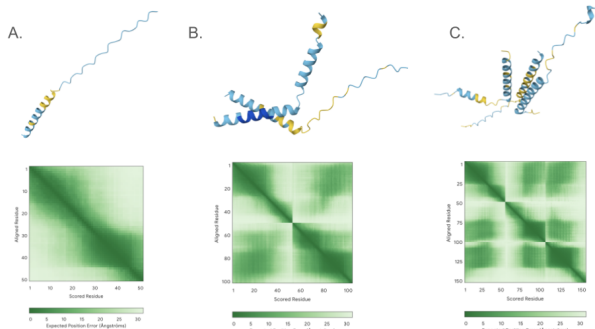 A.
B.
C.
1
10
20
30
40
50
Aligned Residue
1 10 20 30 40 50
Scored Residue
0 5 10 15 20 25 30
Expected Position Error (Ångströms)
1
20
40
60
80
100
Aligned Residue
1 20 40 60 80 100
Scored Residue
0 5 10 15 20 25 30
1
25
50
75
100
125
150
Aligned Residue
1 25 50 75 100 125 150
Scored Residue
0 5 10 15 20 25 30